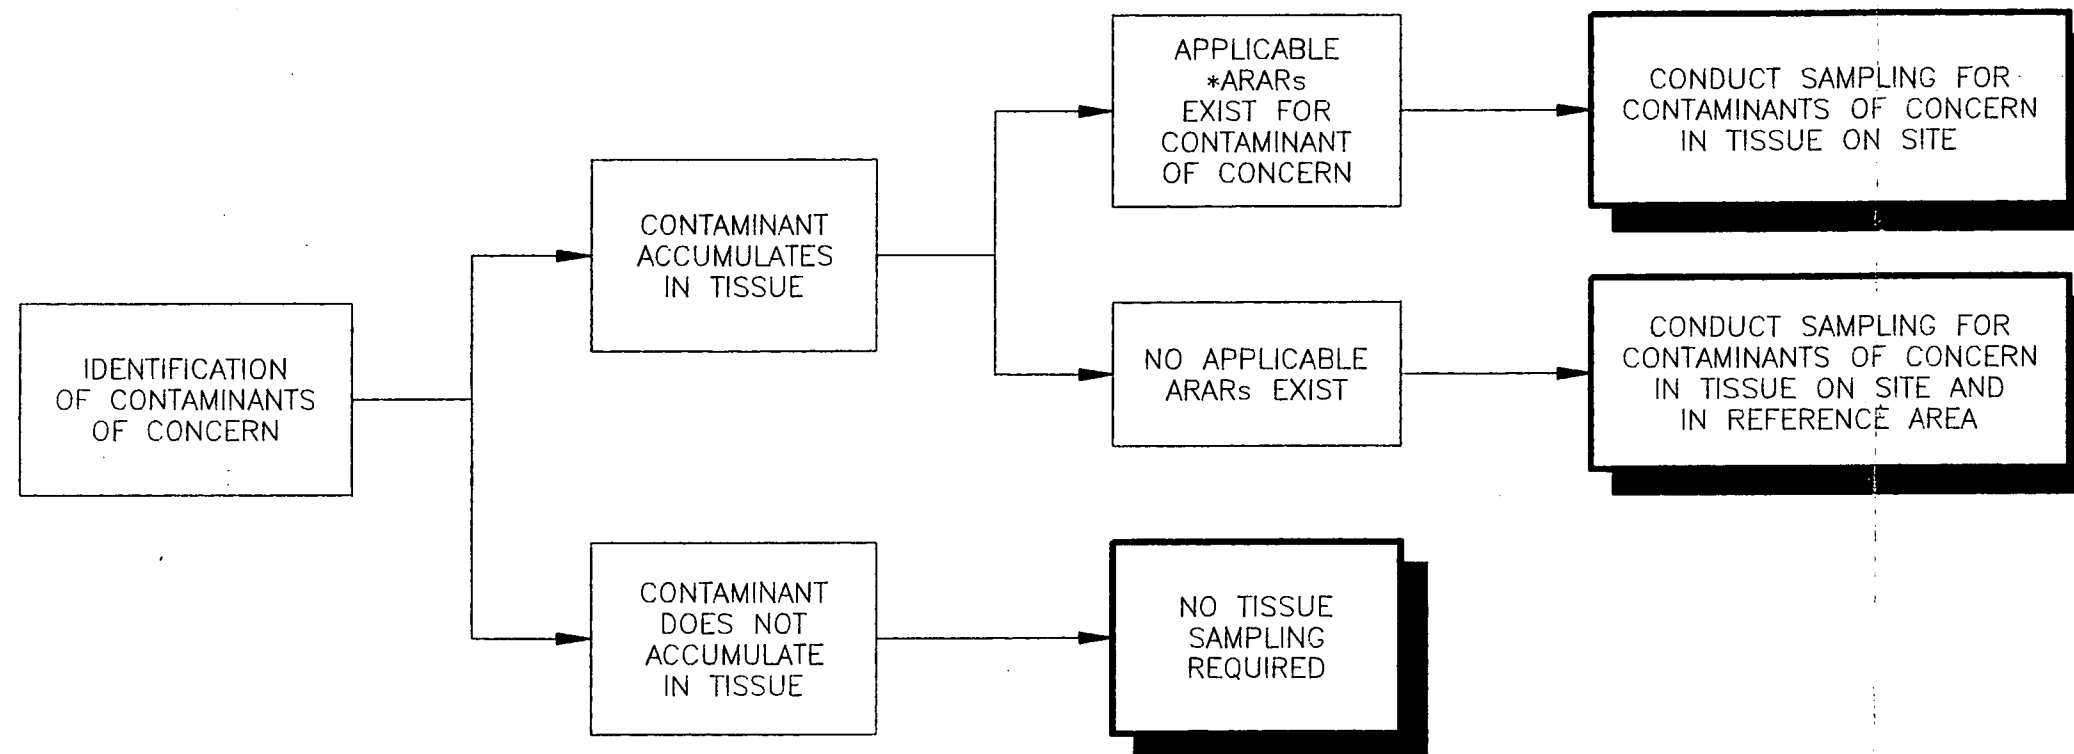 IDENTIFICATION
OF CONTAMINANTS
OF CONCERN
CONTAMINANT
ACCUMULATES
IN TISSUE
APPLICABLE
*ARARs
EXIST FOR
CONTAMINANT
OF CONCERN
CONDUCT SAMPLING FOR
CONTAMINANTS OF CONCERN
IN TISSUE ON SITE
NO APPLICABLE
ARARs EXIST
CONDUCT SAMPLING FOR
CONTAMINANTS OF CONCERN
IN TISSUE ON SITE AND
IN REFERENCE AREA
CONTAMINANT
DOES NOT
ACCUMULATE
IN TISSUE
NO TISSUE
SAMPLING
REQUIRED